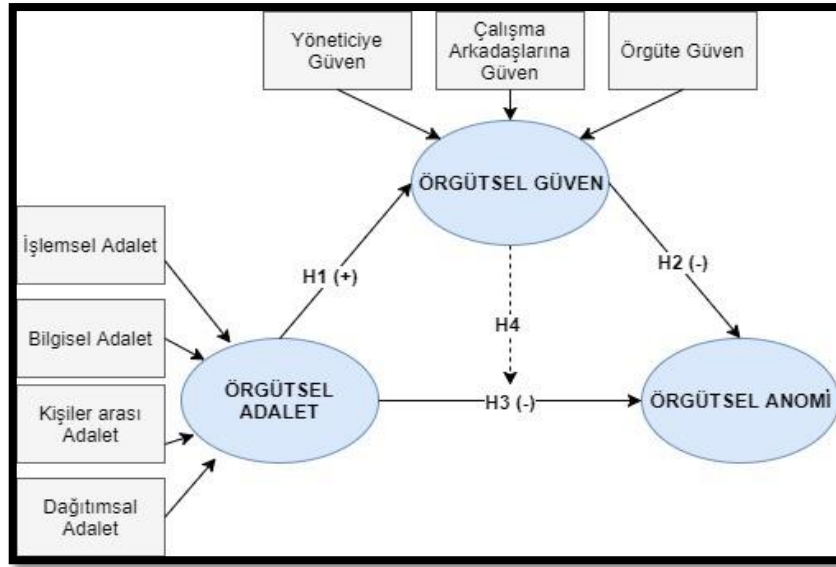 Yöneticiye
Güven
Çalışma
Arkadaşlarına
Güven
Örgüte Güven
ÖRGÜTSEL GÜVEN
İşlemsel Adalet
H1 (+)
H2 (-)
H4
Bilgisel Adalet
Kişiler arası
Adalet
Dağıtımsal
Adalet
ÖRGÜTSEL
ADALET
H3 (-)
ÖRGÜTSEL ANOMİ